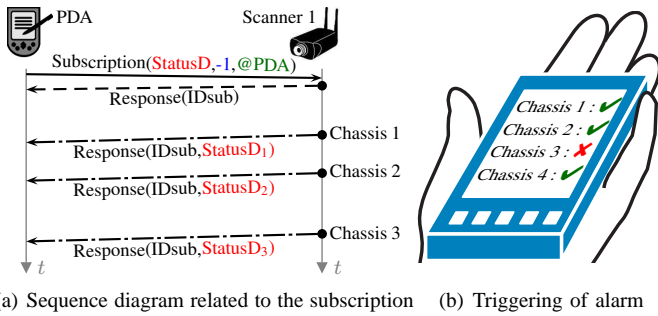 PDA
Scanner 1
Subscription(StatusD,-1,@PDA)
Response(IDsub)
Chassis 1
Response(IDsub,StatusD1)
Chassis 2
Response(IDsub,StatusD2)
Chassis 3
Response(IDsub,StatusD3)
t
t
Chassis 1 : ✔
Chassis 2 : ✔
Chassis 3 : ✘
Chassis 4 : ✔
a) Sequence diagram related to the subscription
(b) Triggering of alarm